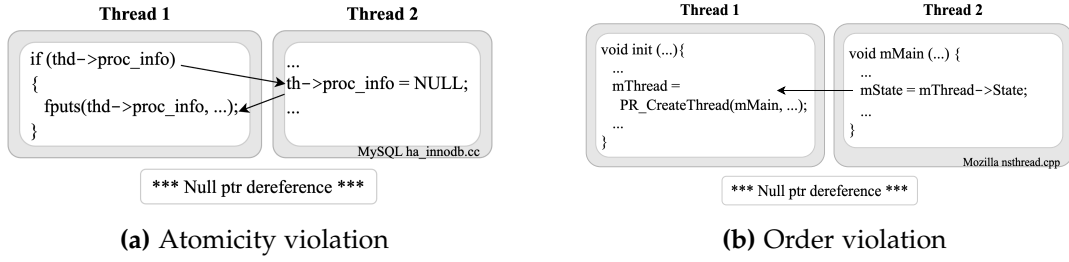 Thread 1
Thread 2
if (thd->proc_info)
{
fputs(thd->proc_info, ...);
}
...
th->proc_info = NULL;
...
MySQL ha_innodb.cc
*** Null ptr dereference ***
(a) Atomicity violation
Thread 1
Thread 2
void init (...){
...
mThread =
PR_CreateThread(mMain, ...);
...
}
void mMain (...) {
...
mState = mThread->State;
...
}
Mozilla nsthread.cpp
*** Null ptr dereference ***
(b) Order violation